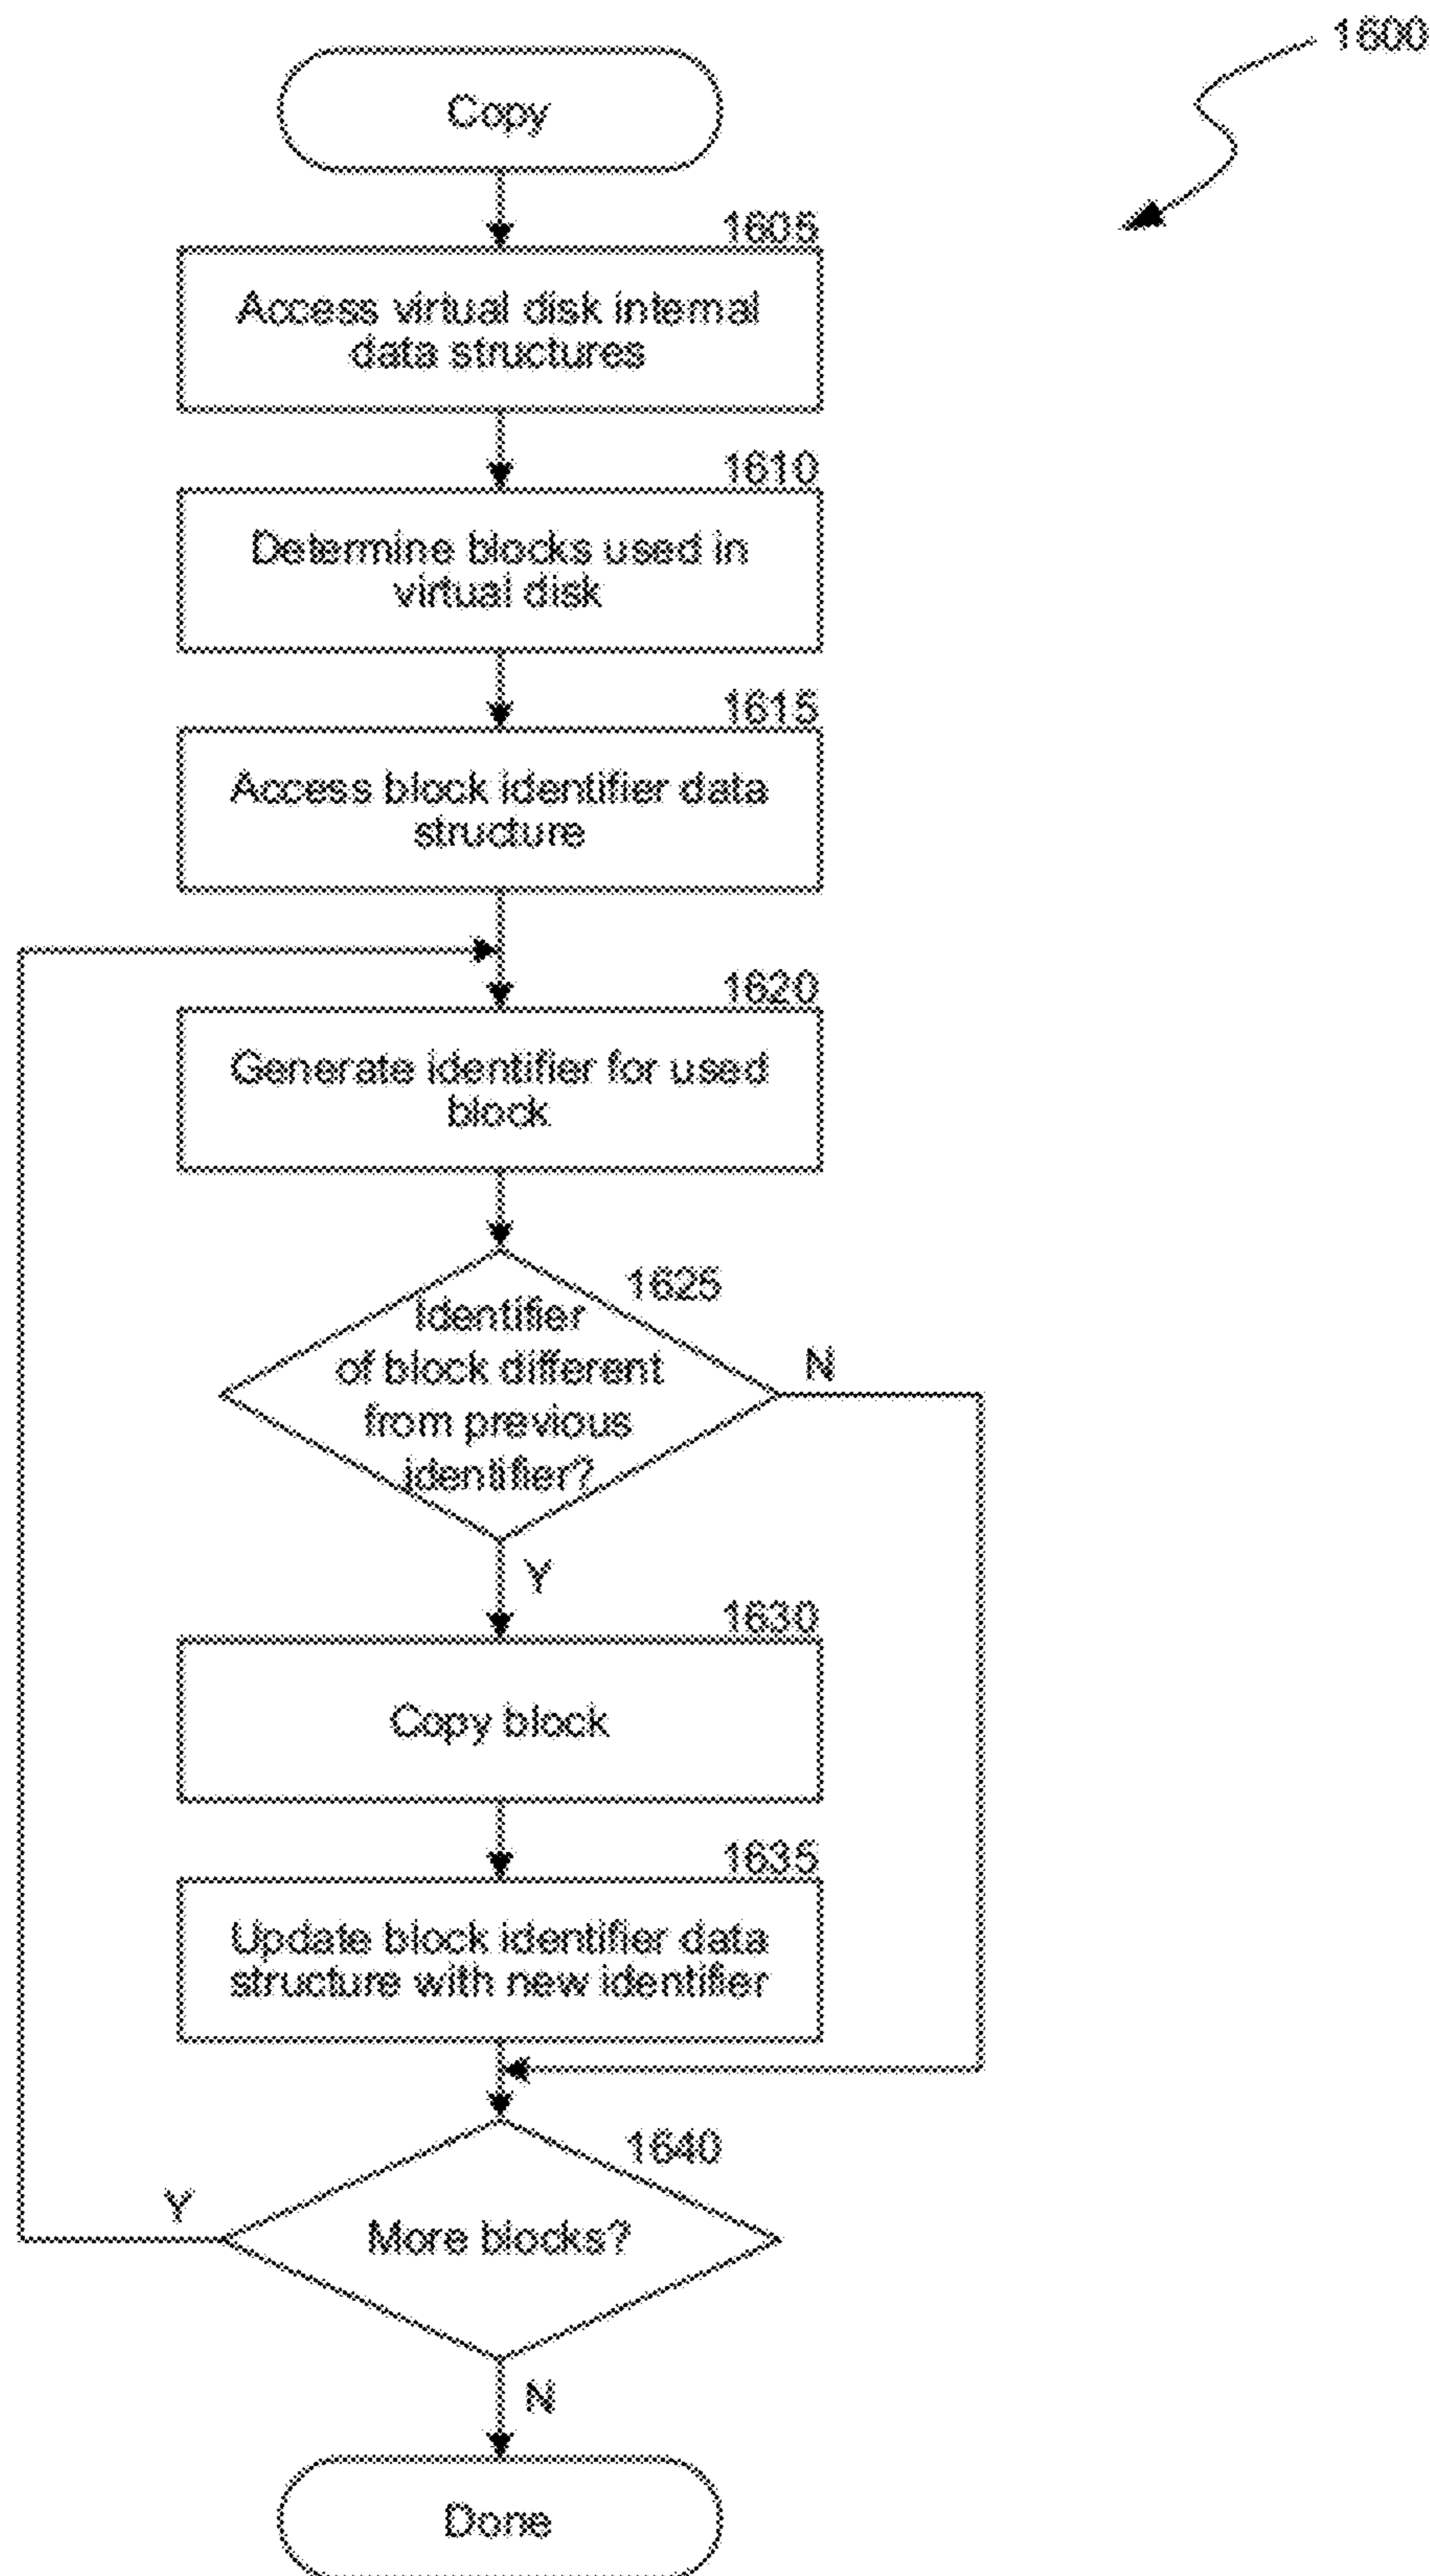 1600
Copy
1605
Access virtual disk internal
data structures
1610
Determine blocks used in
virtual disk
1615
Access block identifier data
structure
1620
Generate identifier for used
block
1625
Identifier
of block different
from previous
identifier?
N
Y
1630
Copy block
1635
Update block identifier data
structure with new identifier
1640
Y
More blocks?
N
Done